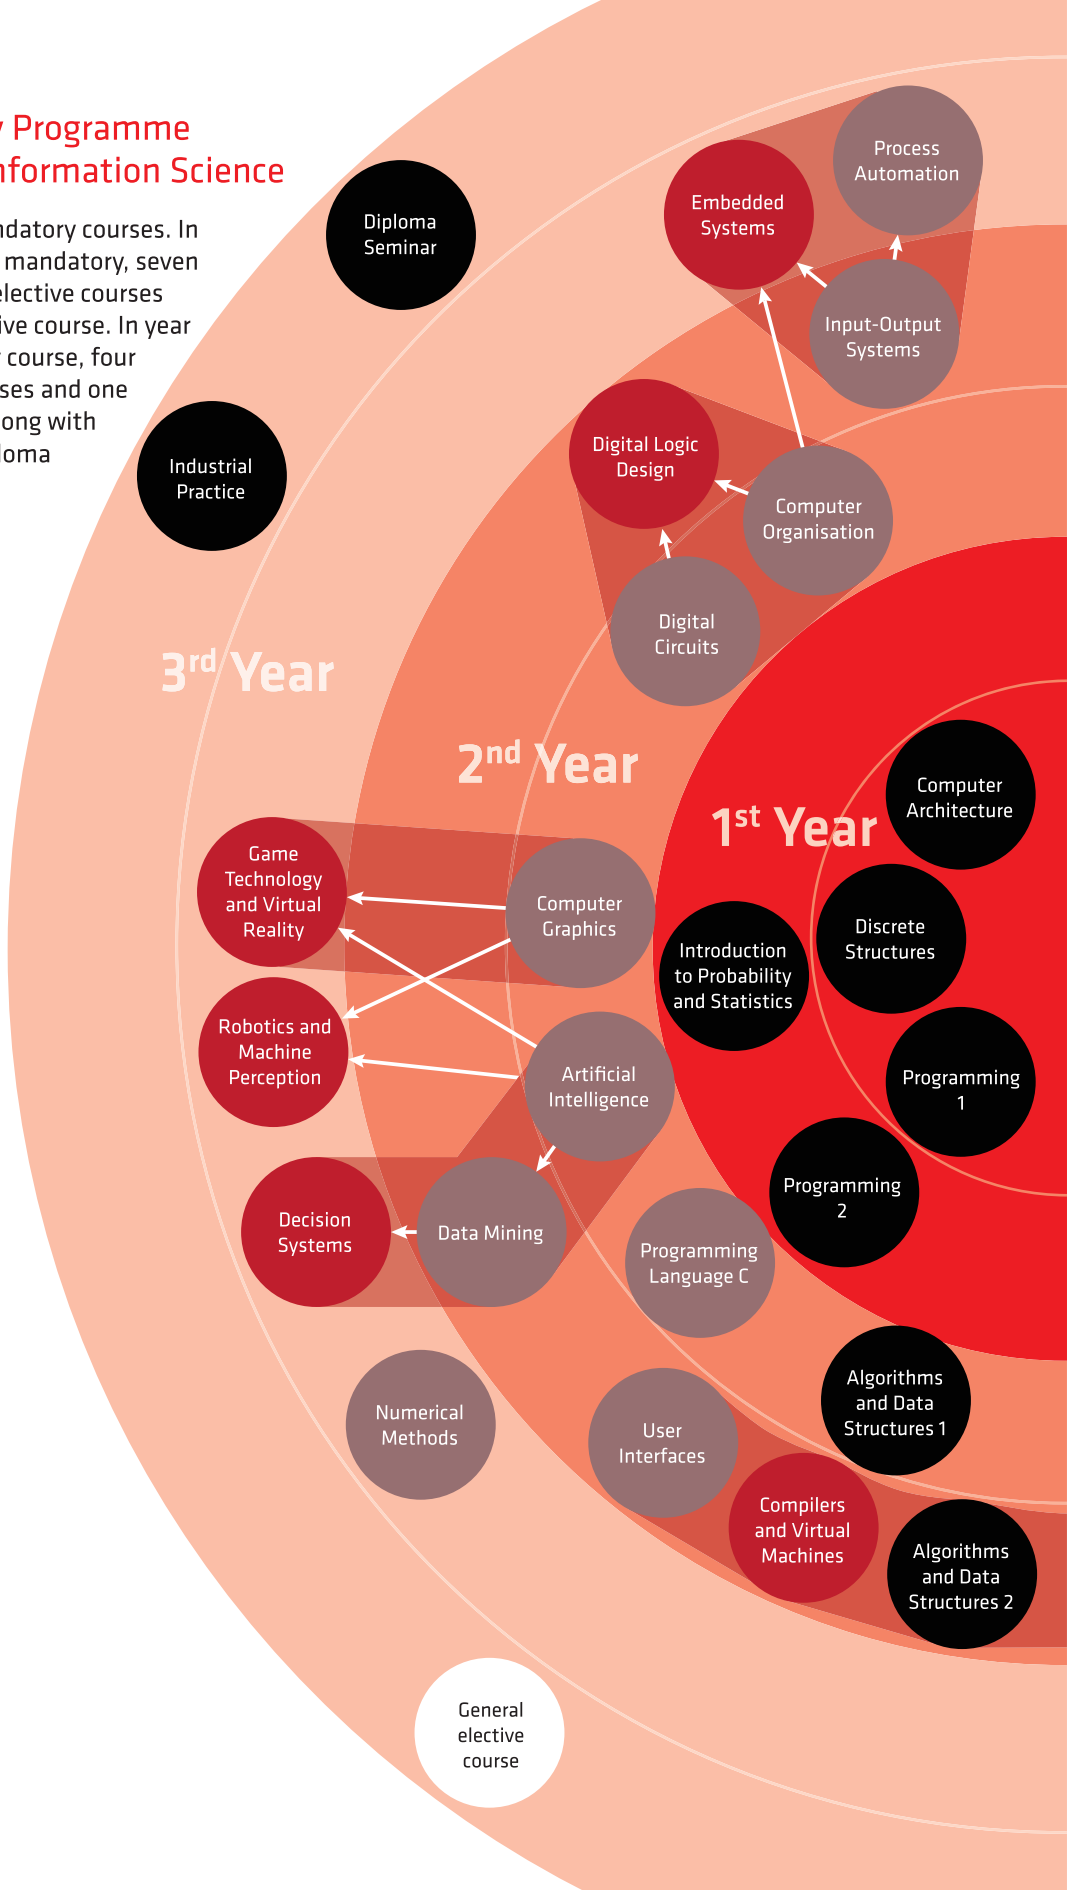 Programme
nformation Science
ndatory courses. In
mandatory, seven
elective courses
ive course. In year
course, four
ses and one
ong with
loma
Process
Automation
Embedded
Systems
Diploma
Seminar
Input-Output
Systems
Digital Logic
Design
Industrial
Practice
Computer
Organisation
Digital
Circuits
3rd Year
2nd Year
1st Year
Computer
Architecture
Game
Technology
and Virtual
Reality
Computer
Graphics
Discrete
Structures
Introduction
to Probability
and Statistics
Robotics and
Machine
Perception
Artificial
Intelligence
Programming
1
Programming
2
Decision
Systems
Data Mining
Programming
Language C
Numerical
Methods
User
Interfaces
Algorithms
and Data
Structures 1
Compilers
and Virtual
Machines
Algorithms
and Data
Structures 2
General
elective
course